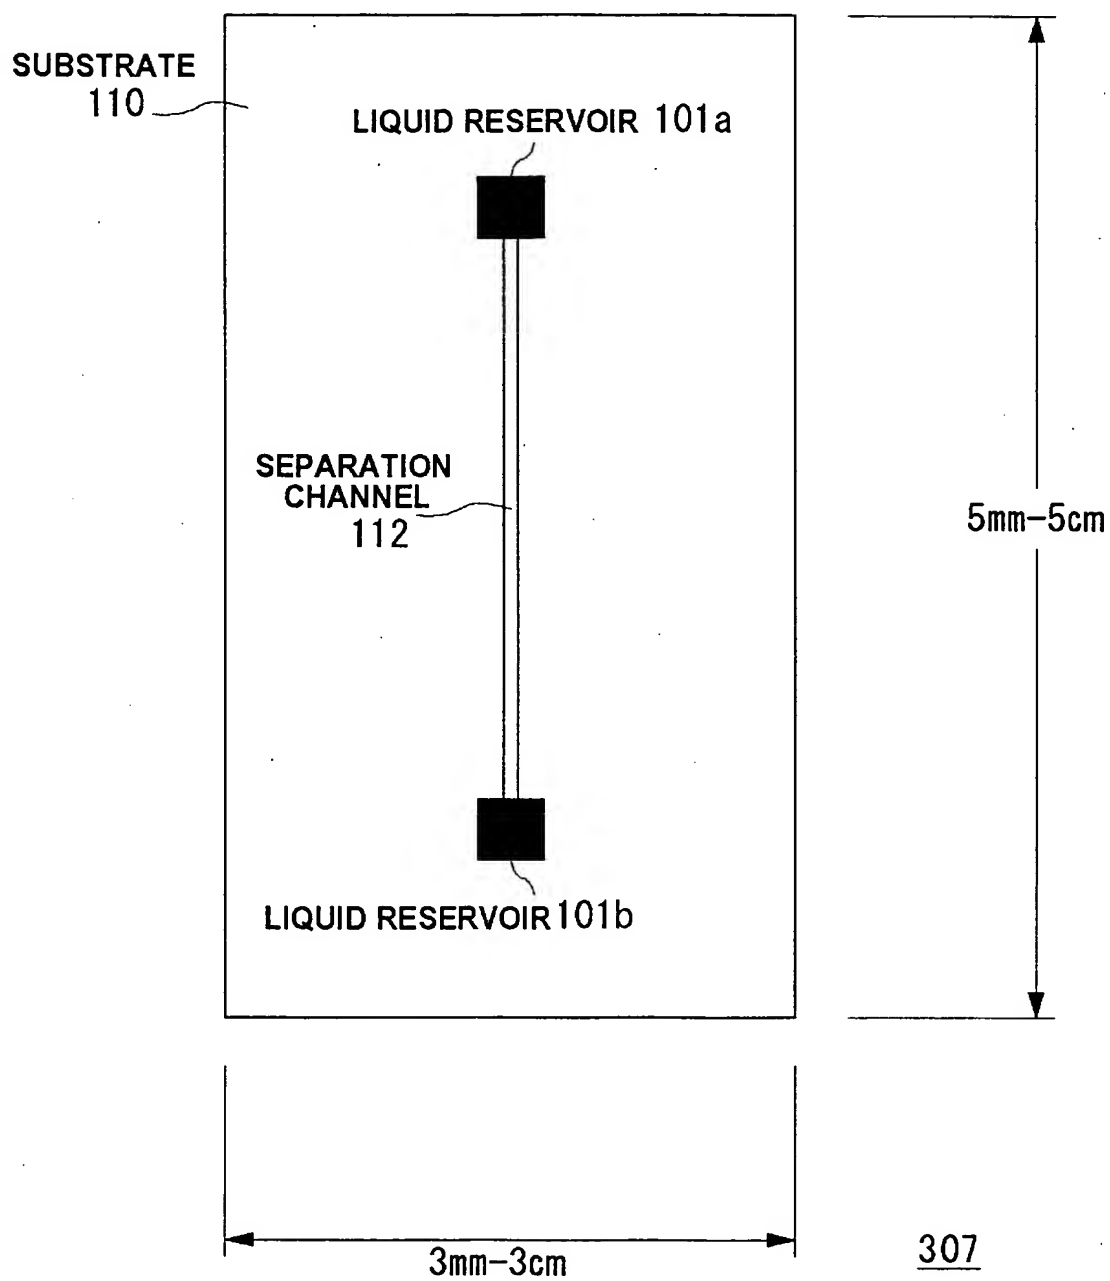 SUBSTRATE
110
LIQUID RESERVOIR 101a
SEPARATION
CHANNEL
112
5mm-5cm
LIQUID RESERVOIR 101b
3mm-3cm
307